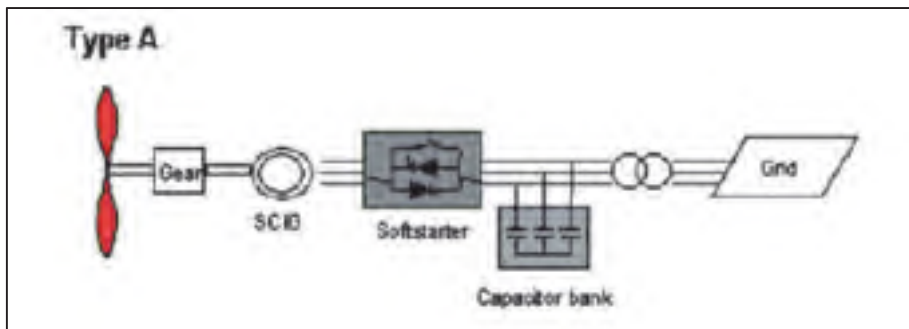 Type A
Gear
SCIG
Softstarter
Capacitor bank
Grid